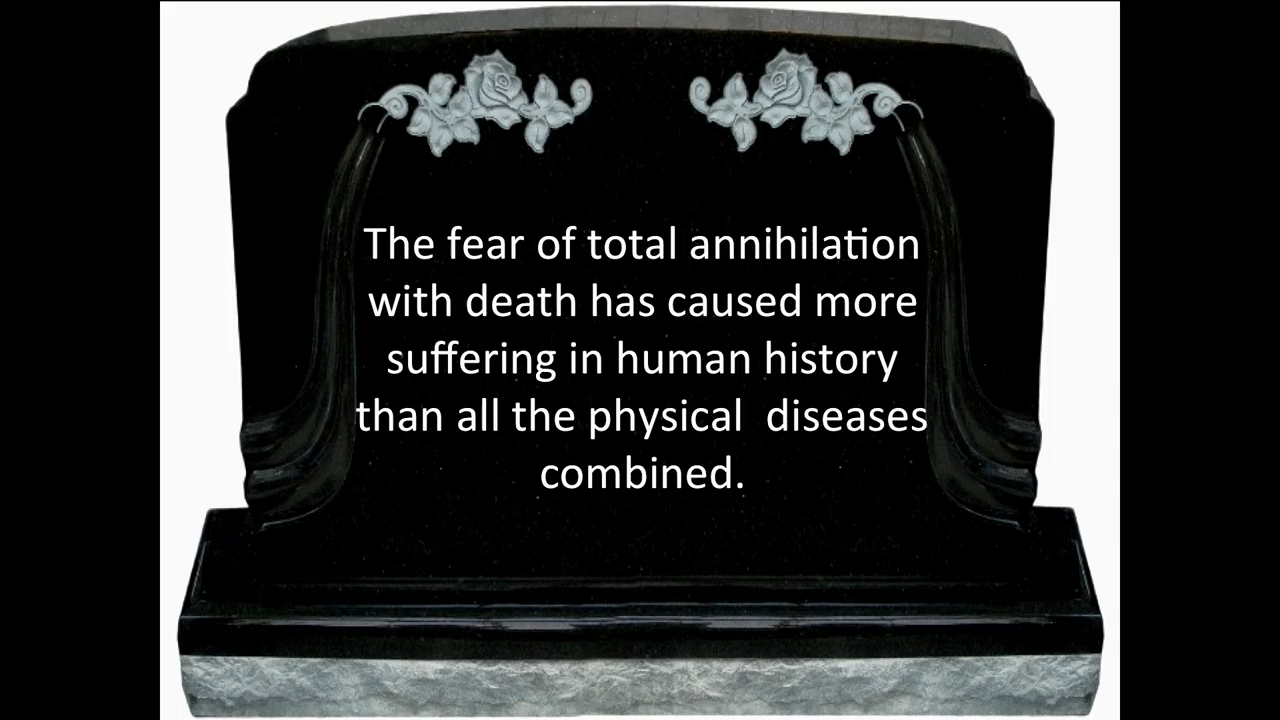 The fear of total annihilation
with death has caused more
suffering in human history
than all the physical  diseases
combined.